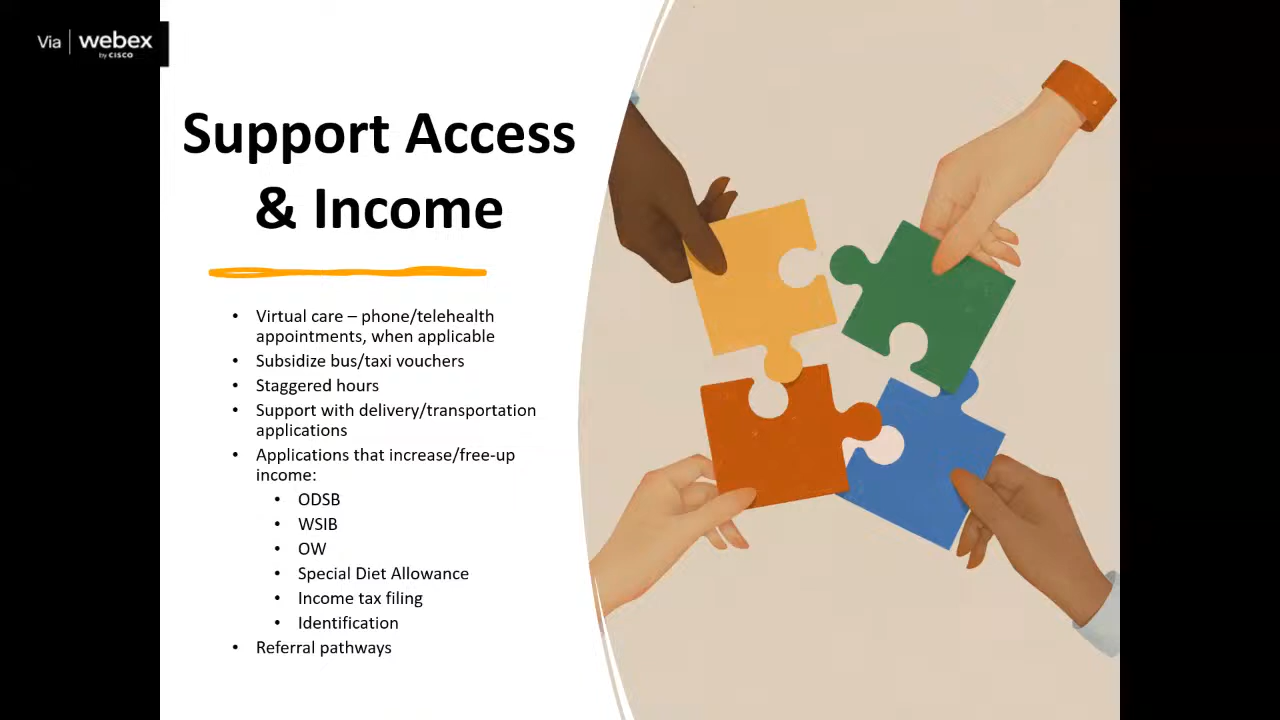 Via | webex
by CISCO
Support Access
& Income
• Virtual care – phone/telehealth
appointments, when applicable
• Subsidize bus/taxi vouchers
• Staggered hours
• Support with delivery/transportation
applications
• Applications that increase/free-up
income:
• ODSB
• WSIB
• OW
• Special Diet Allowance
• Income tax filing
• Identification
• Referral pathways